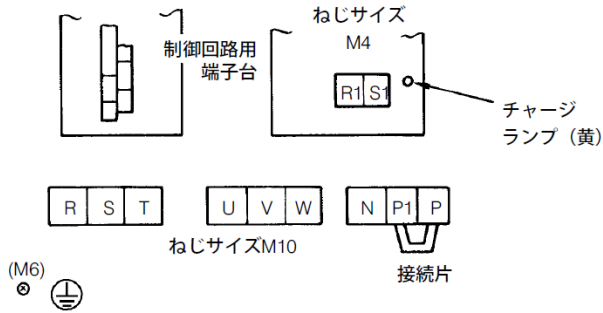 制御回路用
端子台
ねじサイズ
M4
R1 S1
チャージ
ランプ（黄）
R S T
U V W
N P1 P
ねじサイズM10
接続片
(M6)